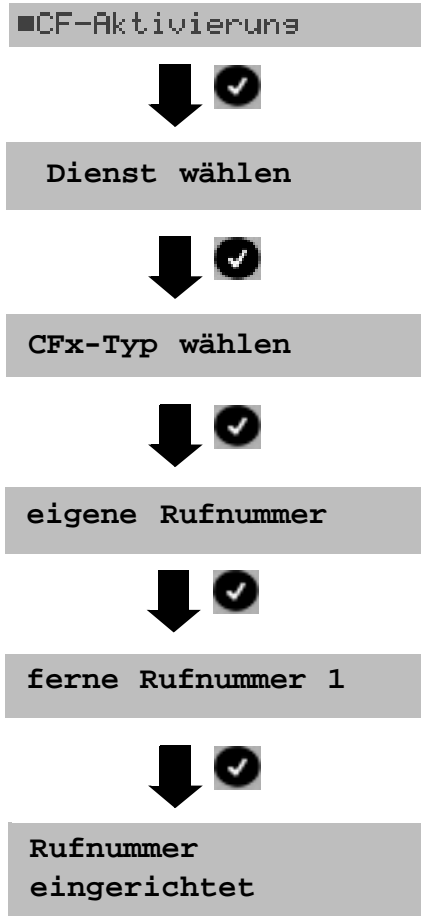 ■CF-Aktivierung
Dienst wählen
CFx-Typ wählen
eigene Rufnummer
ferne Rufnummer 1
Rufnummer
eingerichtet